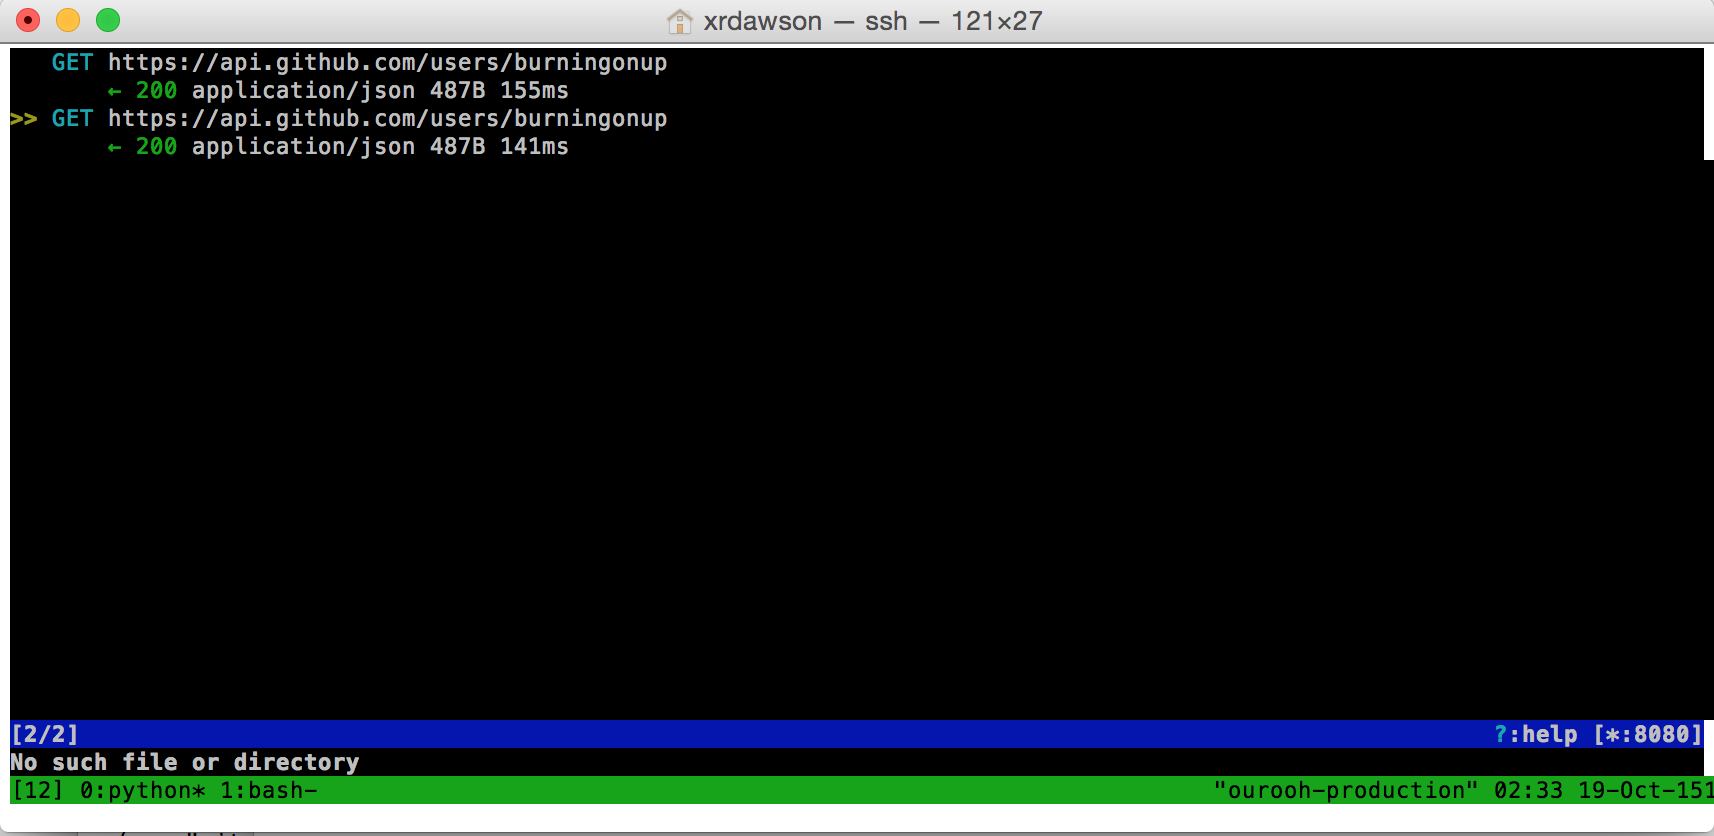 xrdawson — ssh — 121×27
GET https://api.github.com/users/burningonup
← 200 application/json 487B 155ms
>> GET https://api.github.com/users/burningonup
← 200 application/json 487B 141ms
[2/2] ?:help [*:8080]
No such file or directory
[12] 0:python* 1:bash- "ourooh-production" 02:33 19-Oct-151